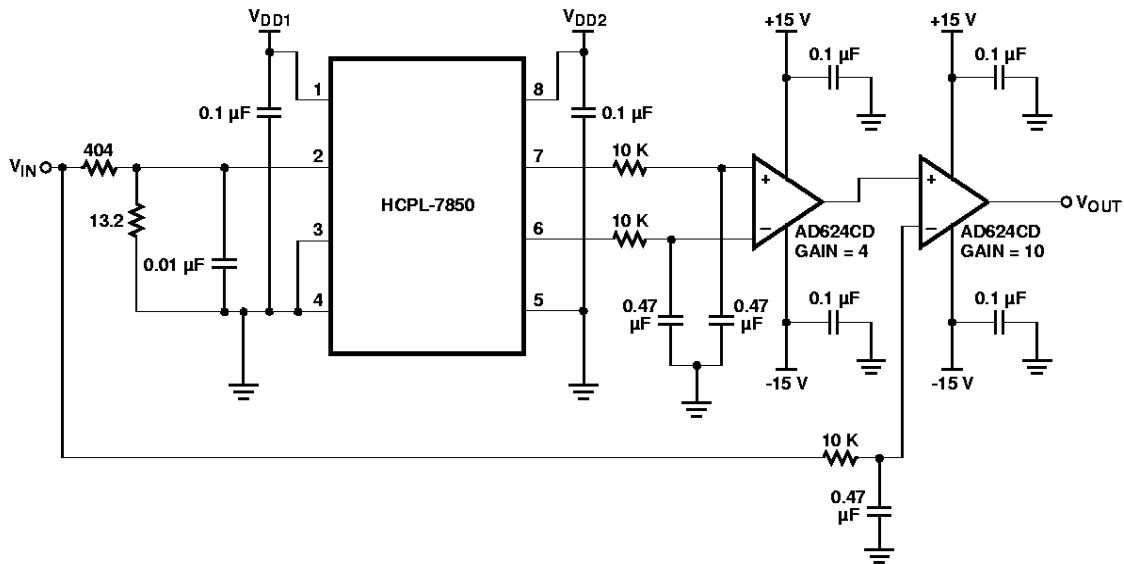 VDD1
VDD2
+15 V
+15 V
0.1 µF
0.1 µF
1
8
0.1 µF
0.1 µF
404
VIN
2
7
10 K
+
+
13.2
HCPL-7850
VOUT
10 K
3
6
–
–
AD624CD
GAIN = 4
AD624CD
GAIN = 10
0.01 µF
4
5
0.47
µF
0.47
µF
0.1 µF
0.1 µF
-15 V
-15 V
10 K
0.47
µF